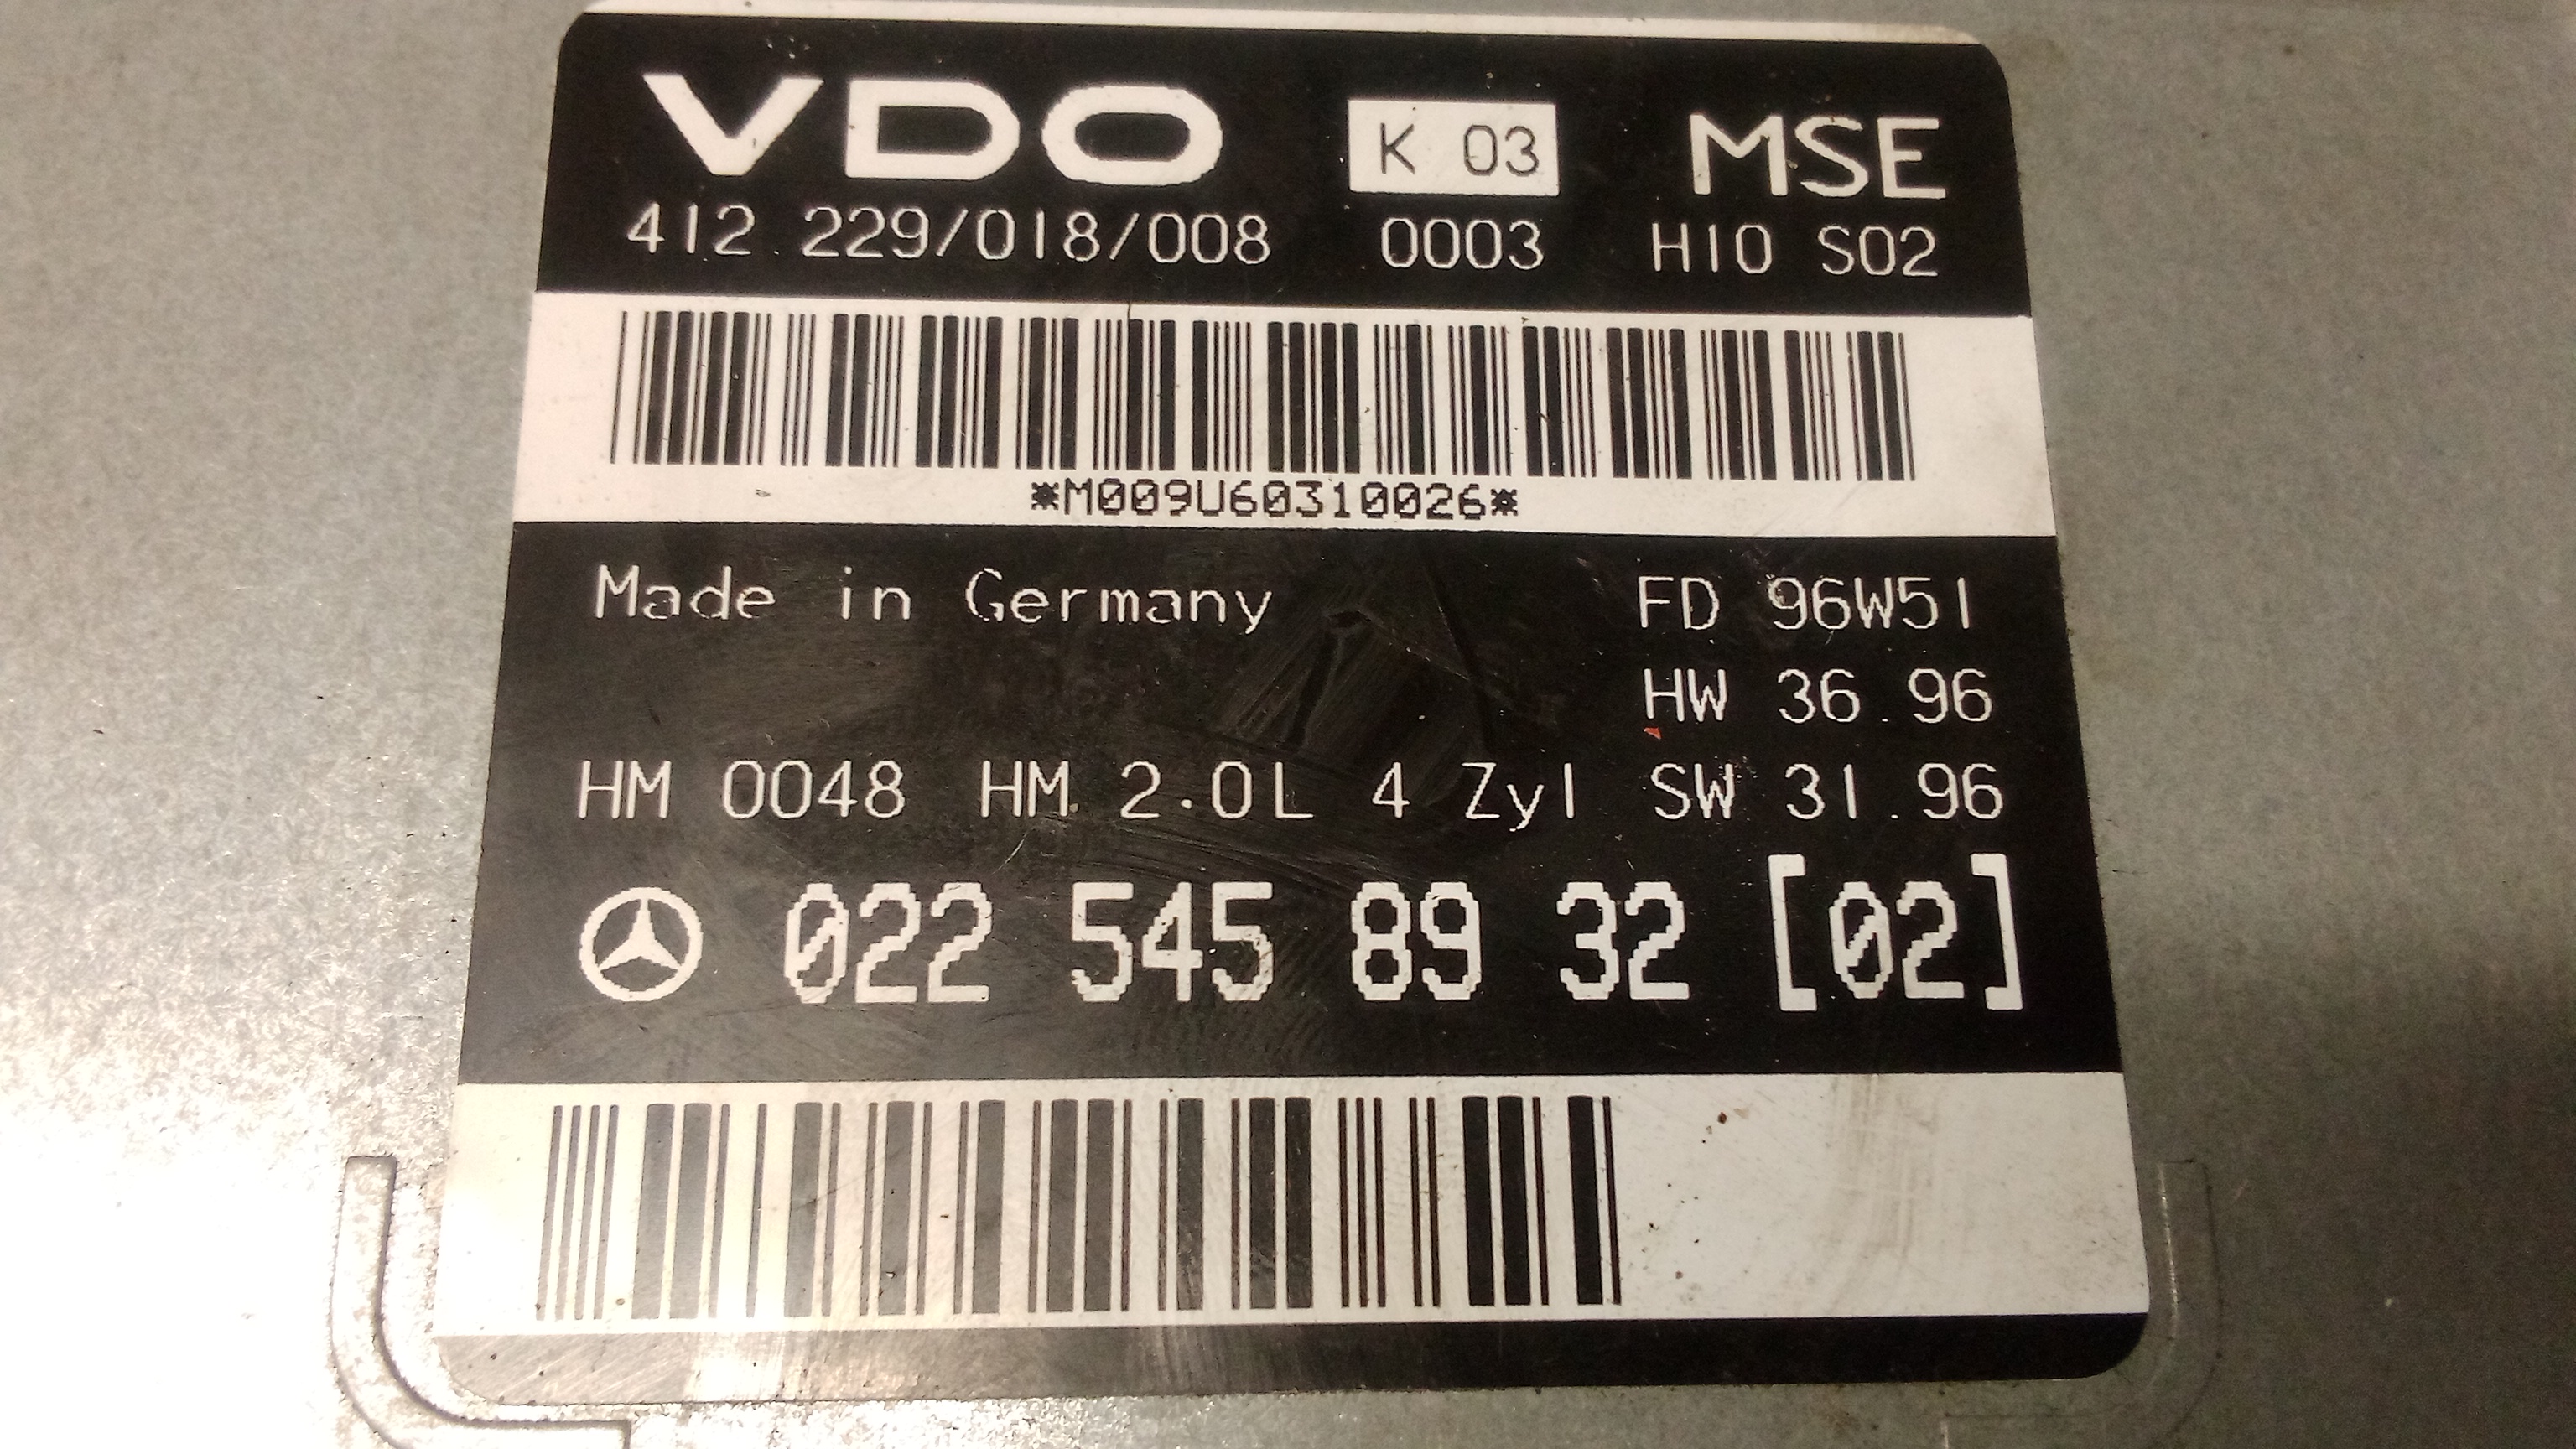 VDO K 03 MSE
412.229/018/008 0003 H10 S02
*M009U60310026*
Made in Germany FD 96W51
HW 36.96
HM 0048 HM 2.0L 4 Zyl SW 31.96
022 545 89 32 [02]